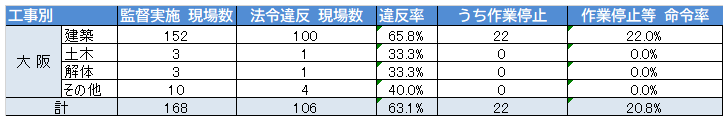 工事別 監督実施 現場数 法令違反 現場数 違反率 うち作業停止 作業停止等 命令率
大 阪 建築 152 100 65.8% 22 22.0%
土木 3 1 33.3% 0 0.0%
解体 3 1 33.3% 0 0.0%
その他 10 4 40.0% 0 0.0%
計 168 106 63.1% 22 20.8%